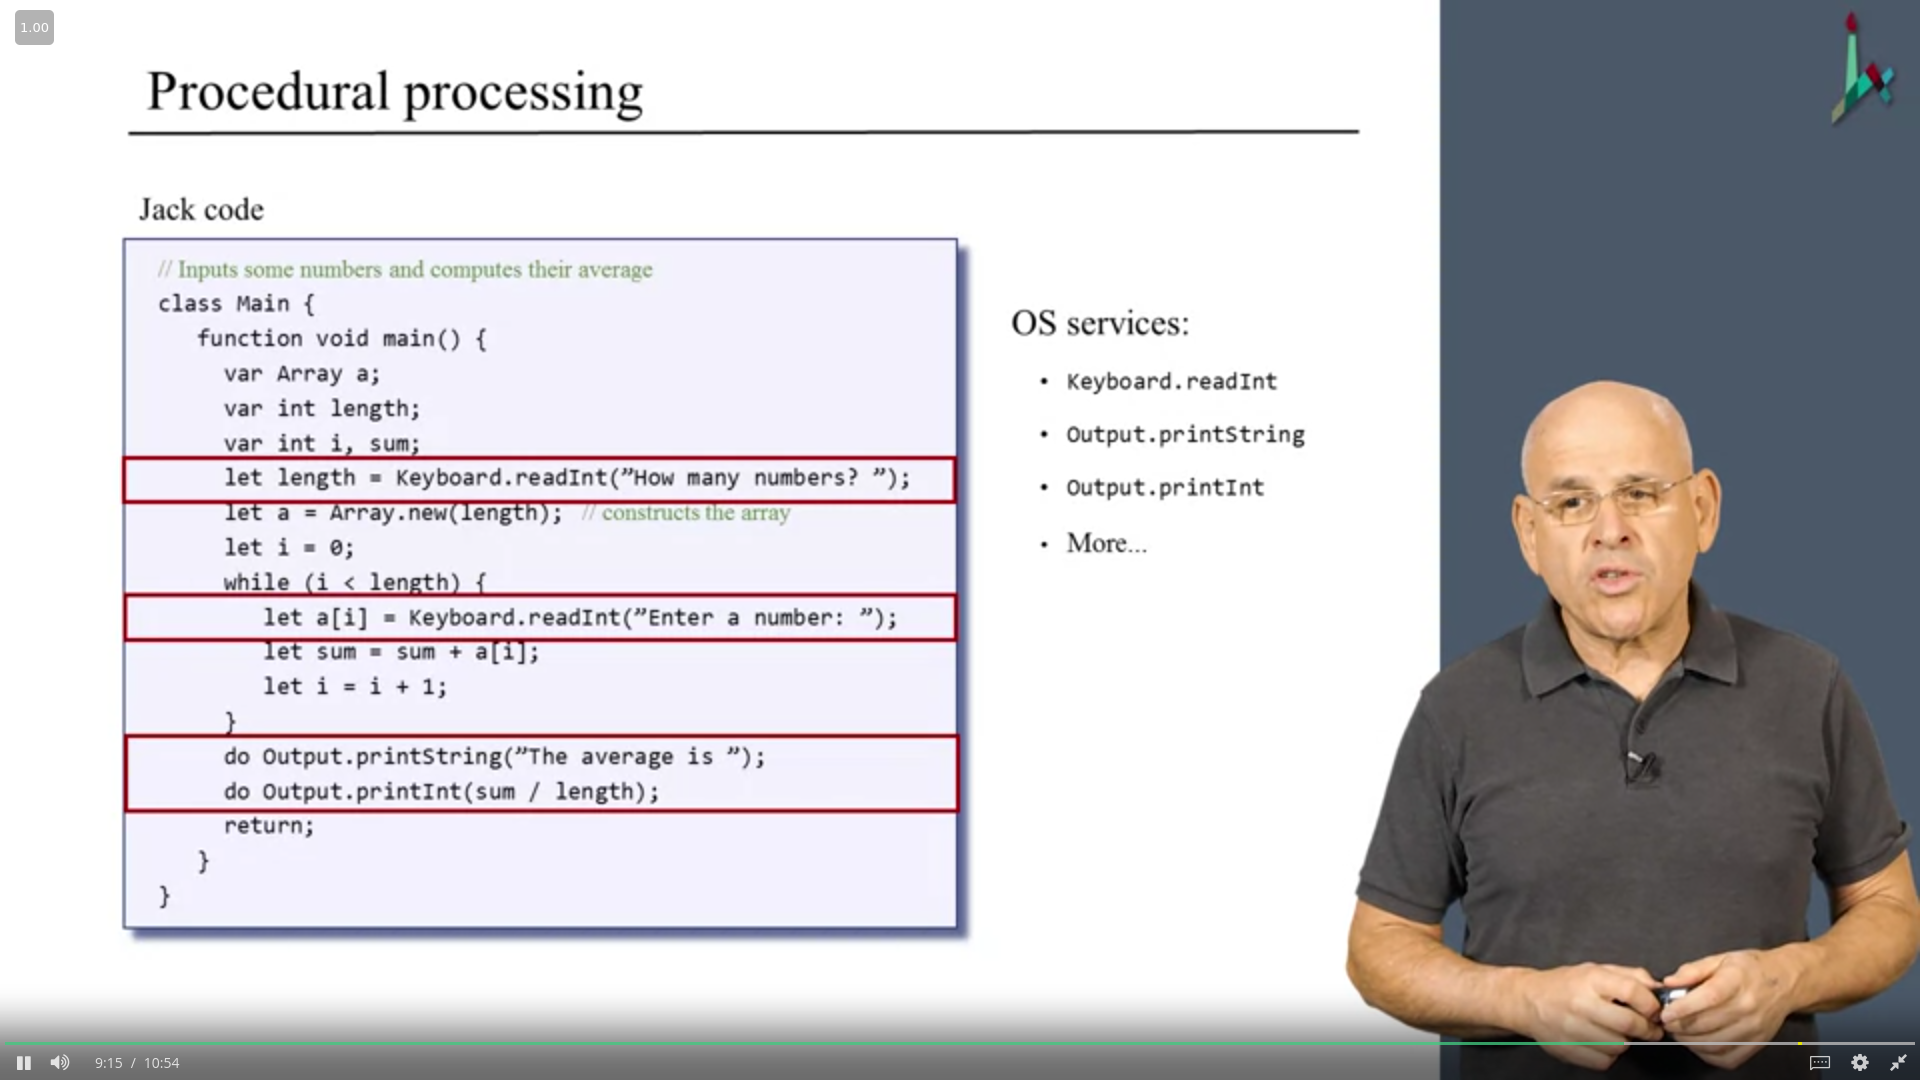 1.00
Procedural processing
Jack code
// Inputs some numbers and computes their average
class Main {
function void main() {
var Array a;
var int length;
var int i, sum;
let length = Keyboard.readInt(”How many numbers? ”);
let a = Array.new(length); // constructs the array
let i = 0;
while (i < length) {
let a[i] = Keyboard.readInt(”Enter a number: ”);
let sum = sum + a[i];
let i = i + 1;
}
do Output.printString(”The average is ”);
do Output.printInt(sum / length);
return;
}
}
OS services:
• Keyboard.readInt
• Output.printString
• Output.printInt
• More...
9:15 / 10:54